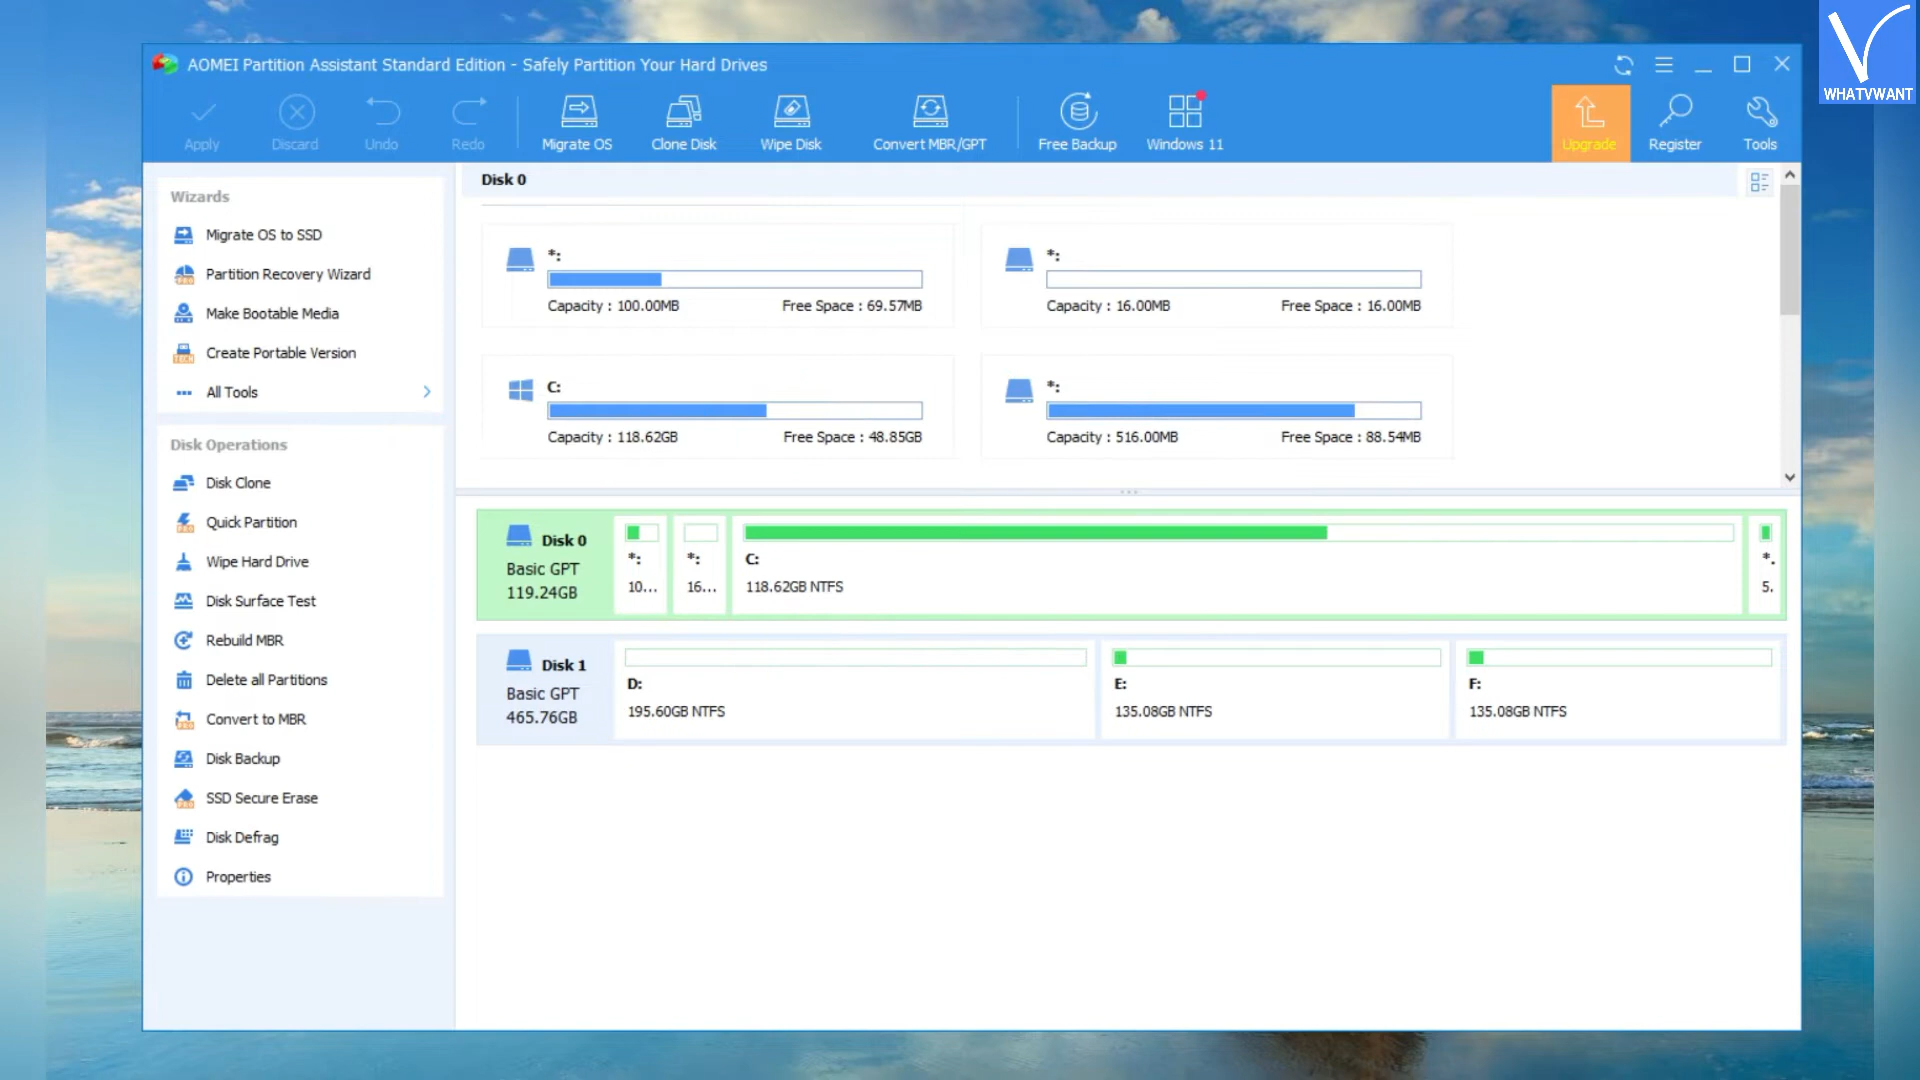 WHATVWANT
AOMEI Partition Assistant Standard Edition - Safely Partition Your Hard Drives
Apply
Discard
Undo
Redo
Migrate OS
Clone Disk
Wipe Disk
Convert MBR/GPT
Free Backup
Windows 11
Upgrade
Register
Tools
Wizards
Migrate OS to SSD
Partition Recovery Wizard
Make Bootable Media
Create Portable Version
All Tools
Disk Operations
Disk Clone
Quick Partition
Wipe Hard Drive
Disk Surface Test
Rebuild MBR
Delete all Partitions
Convert to MBR
Disk Backup
SSD Secure Erase
Disk Defrag
Properties
Disk 0
*:
Capacity : 100.00MB Free Space : 69.57MB
*:
Capacity : 16.00MB Free Space : 16.00MB
C:
Capacity : 118.62GB Free Space : 48.85GB
*:
Capacity : 516.00MB Free Space : 88.54MB
Disk 0
Basic GPT
119.24GB
*:
10...
*:
16...
C:
118.62GB NTFS
*.
5.
Disk 1
Basic GPT
465.76GB
D:
195.60GB NTFS
E:
135.08GB NTFS
F:
135.08GB NTFS